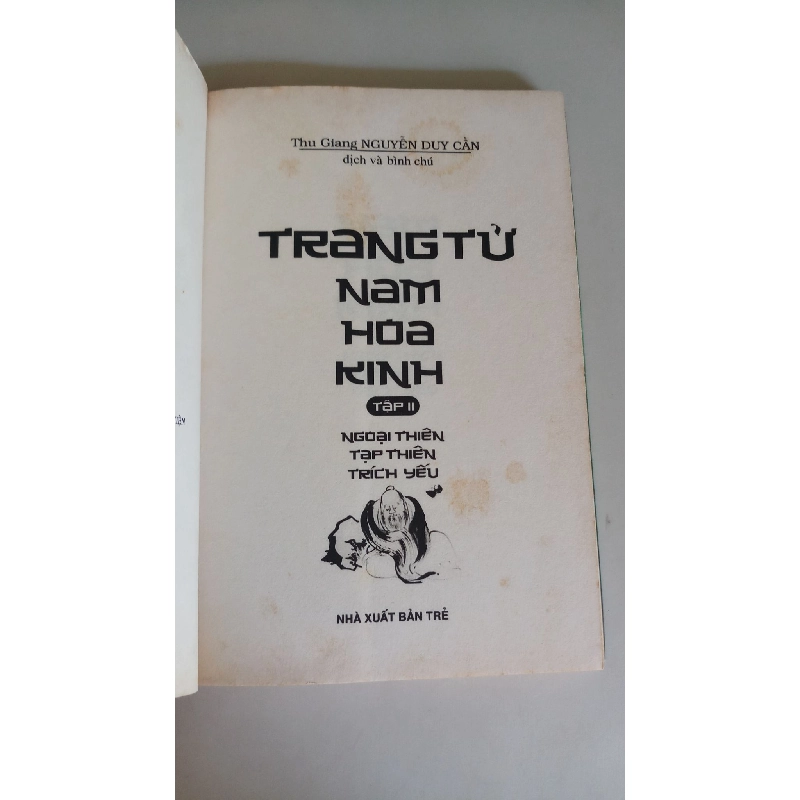 Thu Giang NGUYỄN DUY CẦN
dịch và bình chú
TRANG TỬ
NAM
HÓA
KINH
TẬP II
NGOẠI THIÊN
TẠP THIÊN
TRÍCH YẾU
NHÀ XUẤT BẢN TRẺ